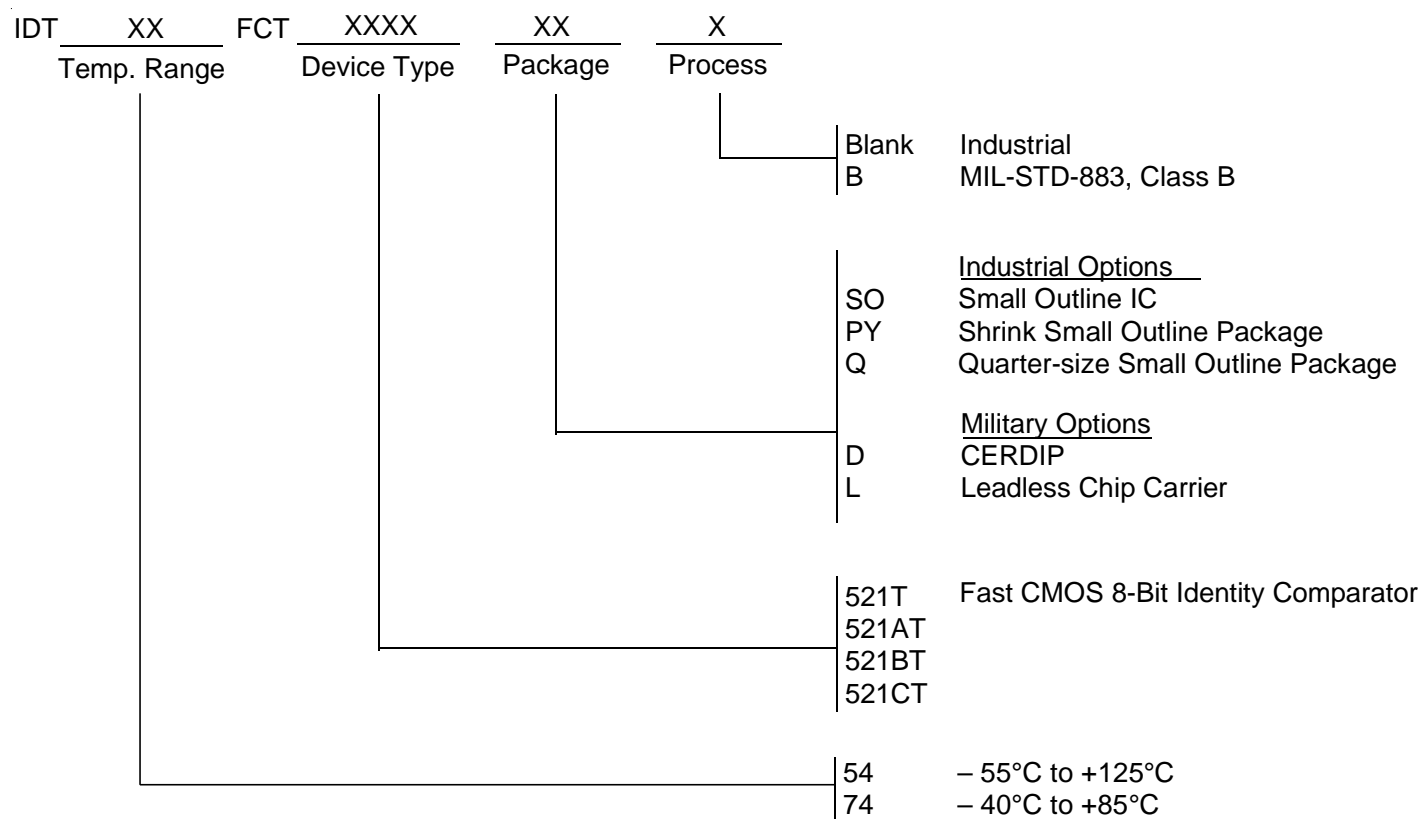 IDT XX FCT XXXX XX X
Temp. Range Device Type Package Process
Blank Industrial
B MIL-STD-883, Class B
Industrial Options
SO Small Outline IC
PY Shrink Small Outline Package
Q Quarter-size Small Outline Package
Military Options
D CERDIP
L Leadless Chip Carrier
521T Fast CMOS 8-Bit Identity Comparator
521AT
521BT
521CT
54 – 55°C to +125°C
74 – 40°C to +85°C